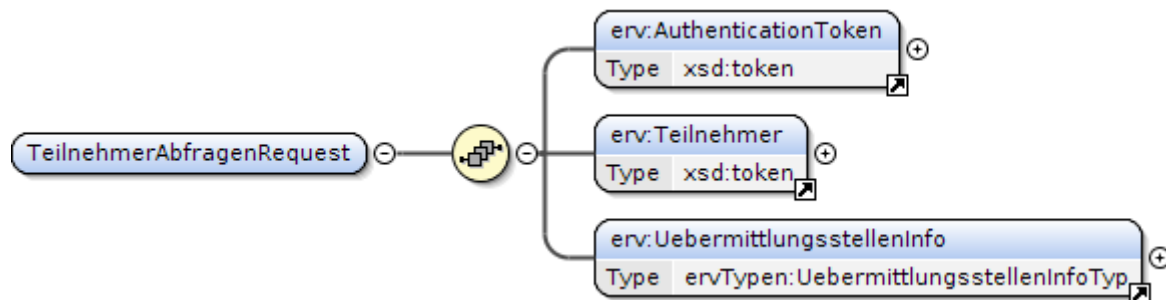 erv:AuthenticationToken
Type xsd:token
erv:Teilnehmer
Type xsd:token
TeilnehmerAbfragenRequest
erv:UebermittlungsstellenInfo
Type ervTypen:UebermittlungsstellenInfoTyp